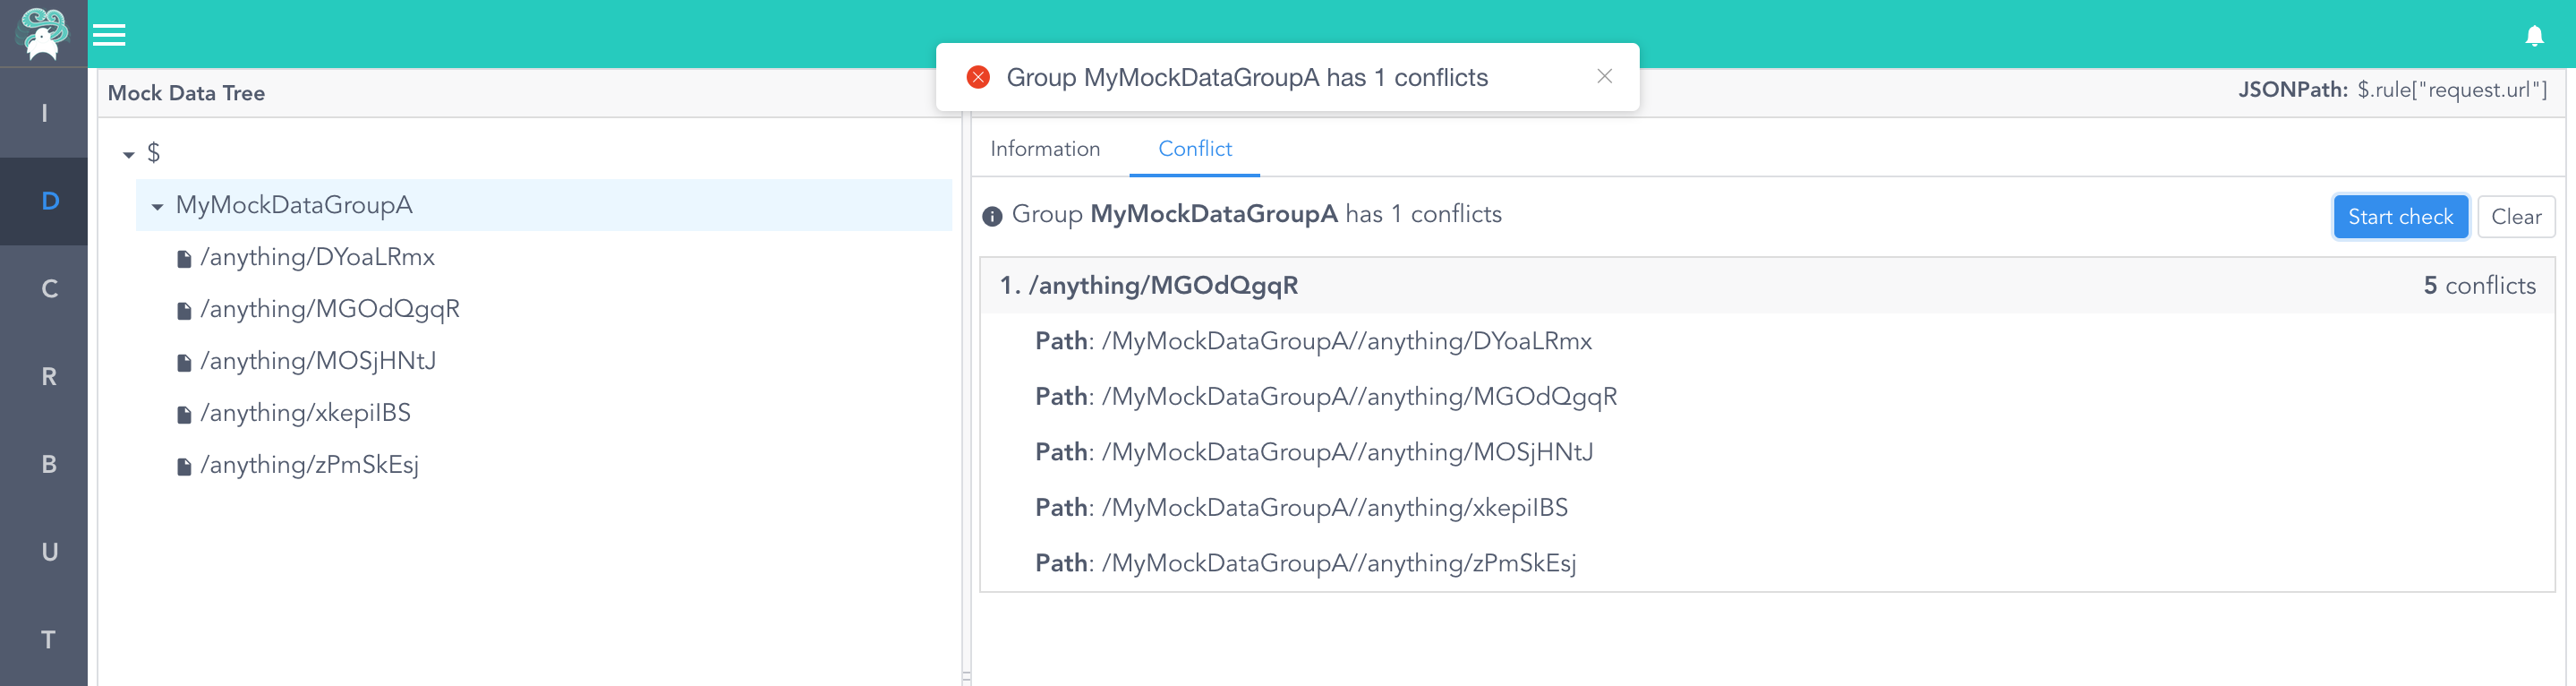 Group MyMockDataGroupA has 1 conflicts
Mock Data Tree
JSONPath: $.rule["request.url"]
I
D
C
R
B
U
T
$
MyMockDataGroupA
/anything/DYoaLRmx
/anything/MGOdQgqR
/anything/MOSjHNtJ
/anything/xkepiIBS
/anything/zPmSkEsj
Information
Conflict
Group MyMockDataGroupA has 1 conflicts
Start check
Clear
1. /anything/MGOdQgqR
5 conflicts
Path: /MyMockDataGroupA//anything/DYoaLRmx
Path: /MyMockDataGroupA//anything/MGOdQgqR
Path: /MyMockDataGroupA//anything/MOSjHNtJ
Path: /MyMockDataGroupA//anything/xkepiIBS
Path: /MyMockDataGroupA//anything/zPmSkEsj